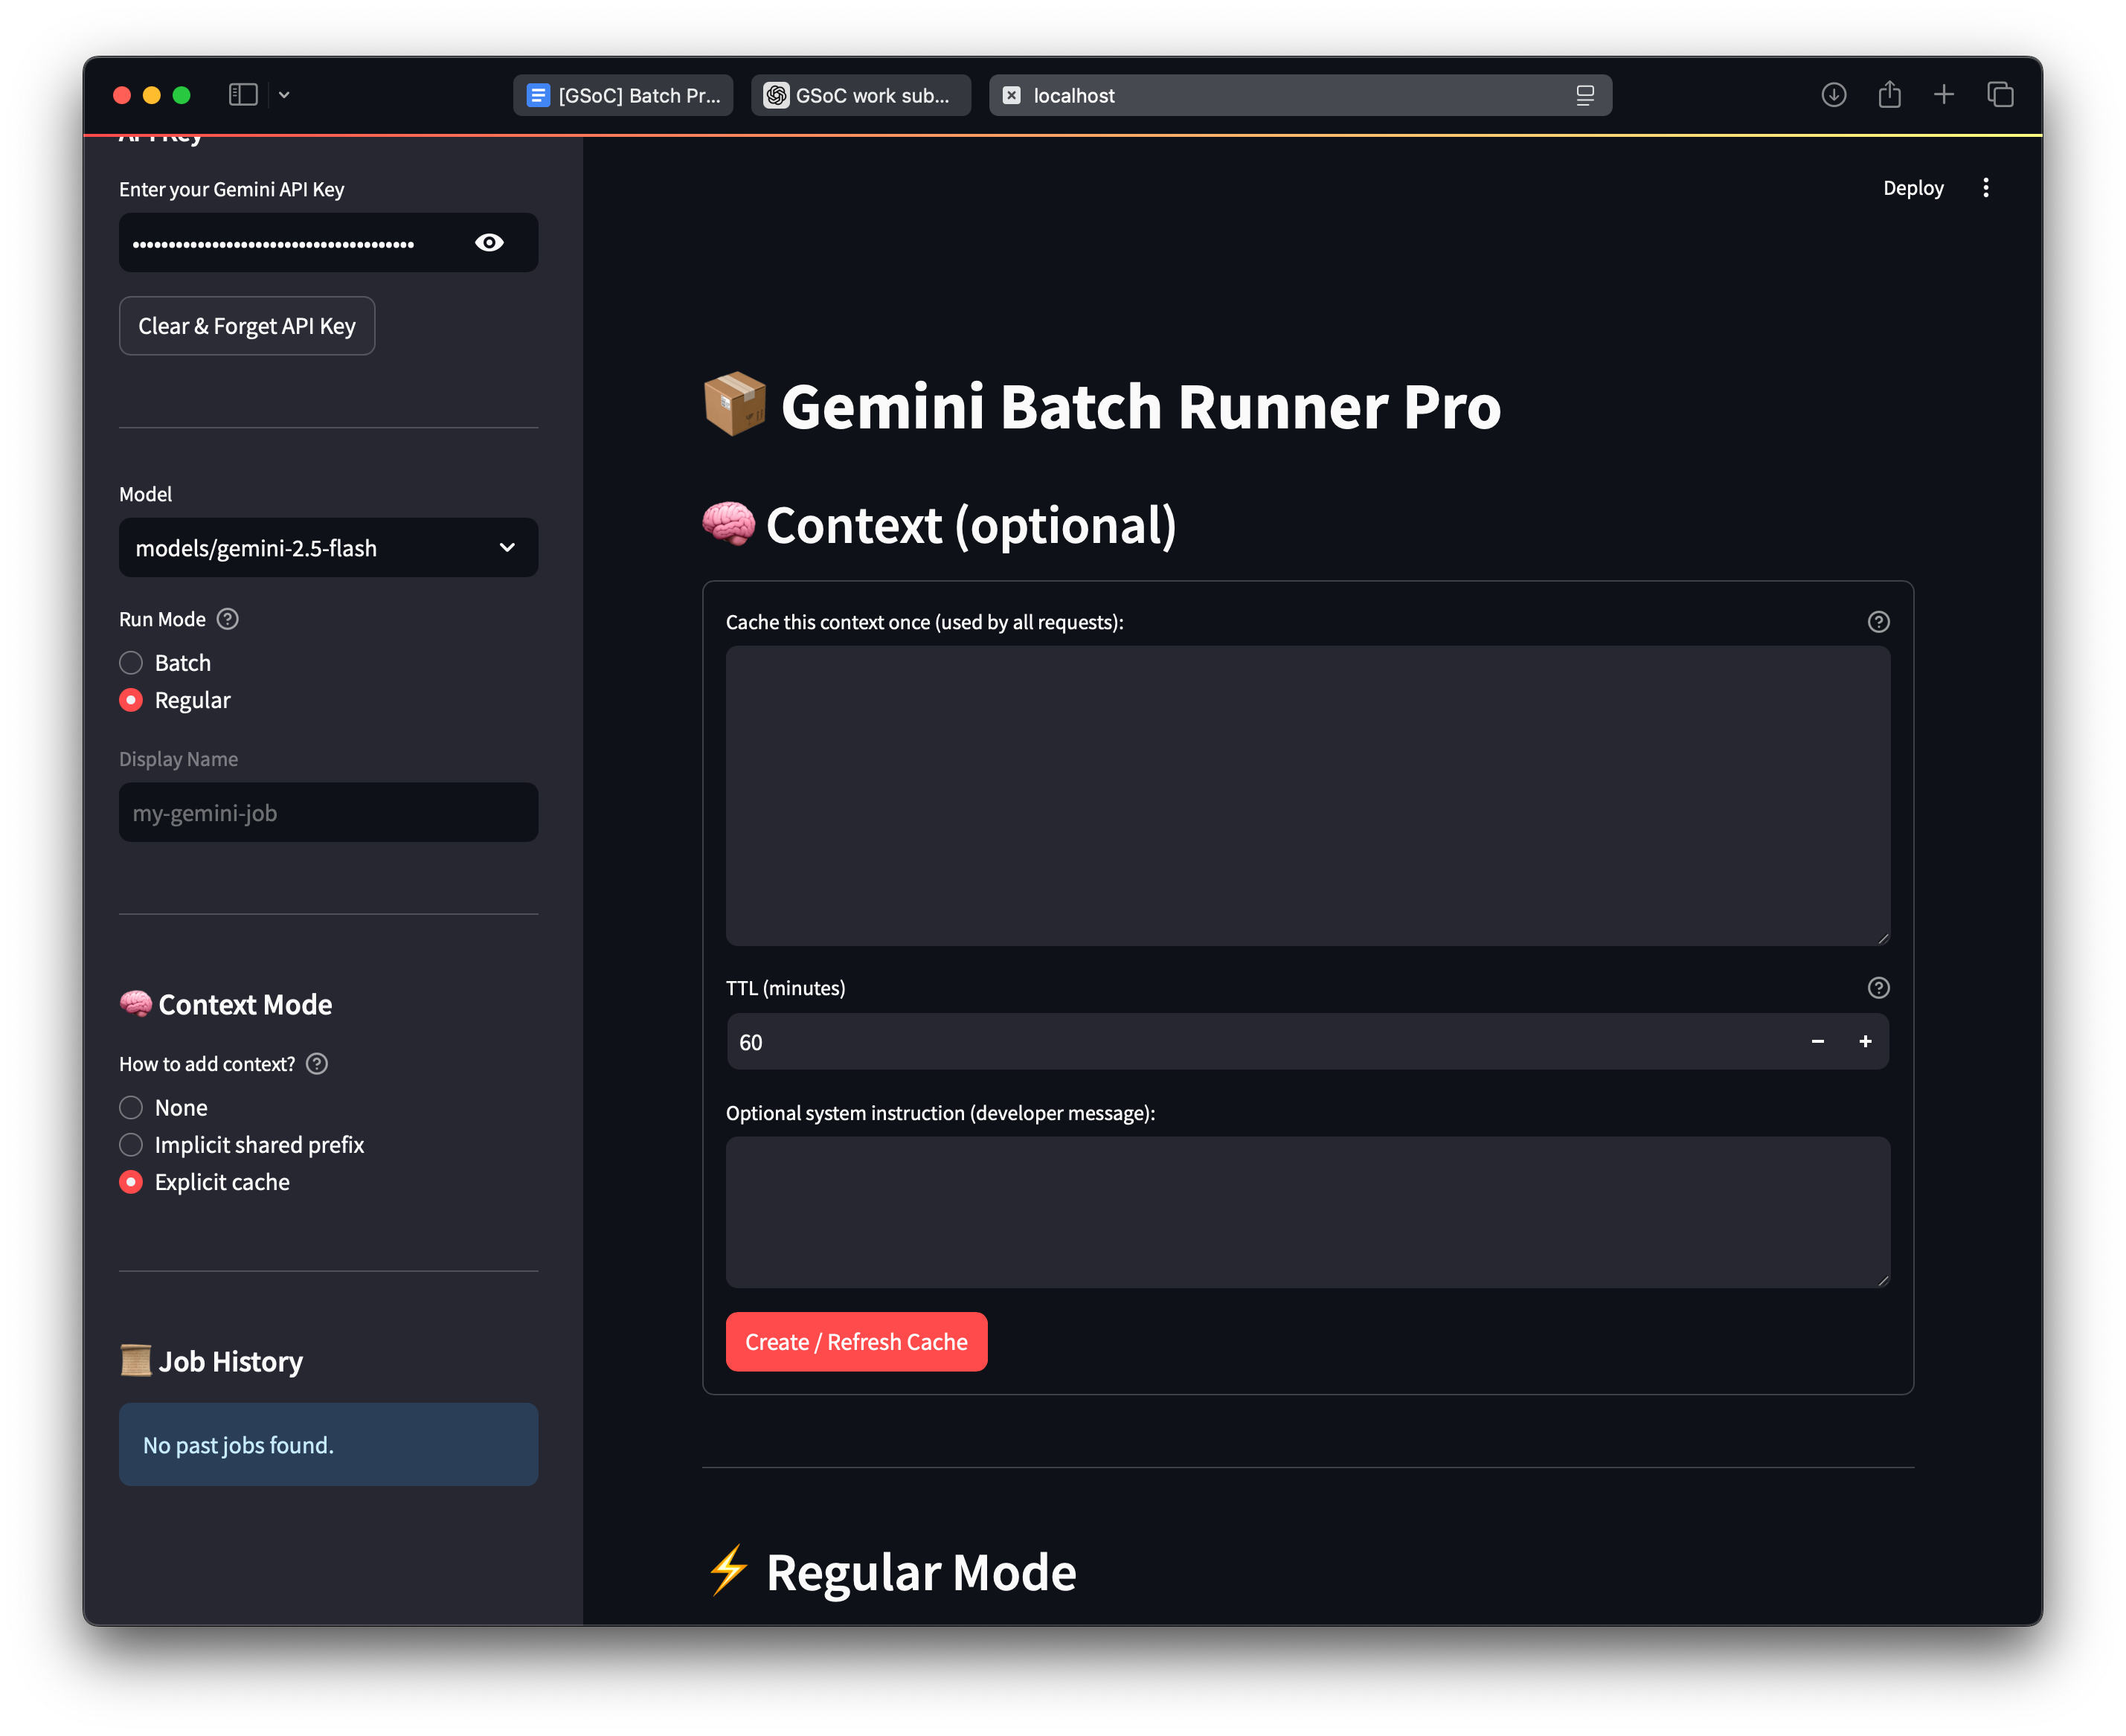 [GSoC] Batch Pr...
GSoC work sub...
localhost
API Key
Enter your Gemini API Key
••••••••••••••••••••••••••••••••••••••
Clear & Forget API Key
Model
models/gemini-2.5-flash
Run Mode
Batch
Regular
Display Name
my-gemini-job
🧠 Context Mode
How to add context?
None
Implicit shared prefix
Explicit cache
📜 Job History
No past jobs found.
Deploy
📦 Gemini Batch Runner Pro
🧠 Context (optional)
Cache this context once (used by all requests):
TTL (minutes)
60
Optional system instruction (developer message):
Create / Refresh Cache
⚡ Regular Mode